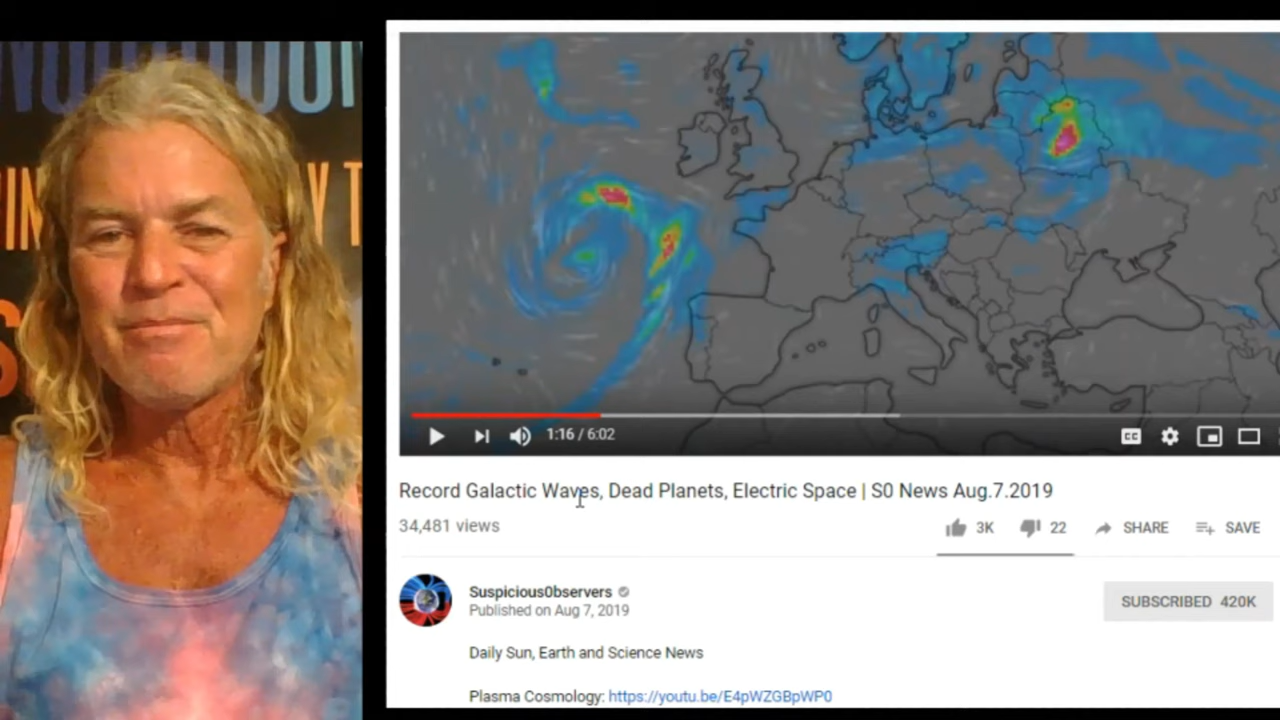 1:16 / 6:02
CC
Record Galactic Waves, Dead Planets, Electric Space | S0 News Aug.7.2019
34,481 views
3K
22
SHARE
SAVE
Suspicious0bservers
Published on Aug 7, 2019
SUBSCRIBED 420K
Daily Sun, Earth and Science News
Plasma Cosmology: https://youtu.be/E4pWZGBpWP0